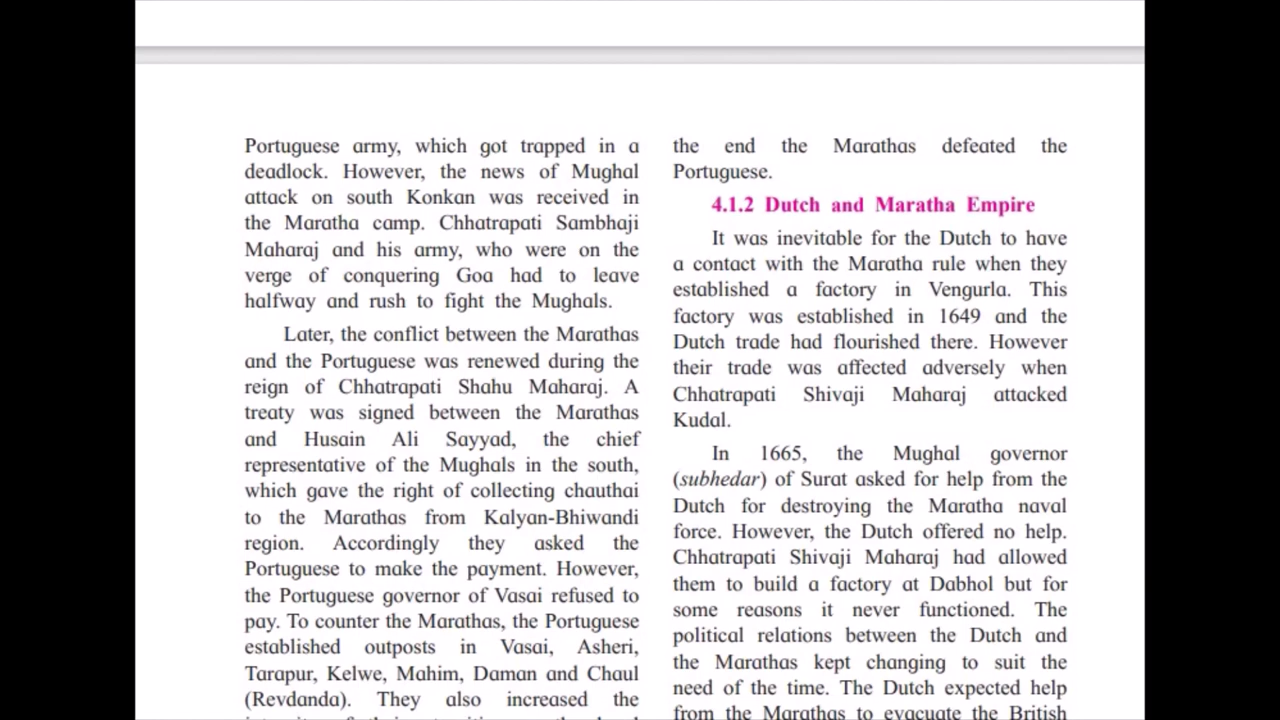 Portuguese army, which got trapped in a
deadlock. However, the news of Mughal
attack on south Konkan was received in
the Maratha camp. Chhatrapati Sambhaji
Maharaj and his army, who were on the
verge of conquering Goa had to leave
halfway and rush to fight the Mughals.
Later, the conflict between the Marathas
and the Portuguese was renewed during the
reign of Chhatrapati Shahu Maharaj. A
treaty was signed between the Marathas
and Husain Ali Sayyad, the chief
representative of the Mughals in the south,
which gave the right of collecting chauthai
to the Marathas from Kalyan-Bhiwandi
region. Accordingly they asked the
Portuguese to make the payment. However,
the Portuguese governor of Vasai refused to
pay. To counter the Marathas, the Portuguese
established outposts in Vasai, Asheri,
Tarapur, Kelwe, Mahim, Daman and Chaul
(Revdanda). They also increased the
the end the Marathas defeated the
Portuguese.
4.1.2 Dutch and Maratha Empire
It was inevitable for the Dutch to have
a contact with the Maratha rule when they
established a factory in Vengurla. This
factory was established in 1649 and the
Dutch trade had flourished there. However
their trade was affected adversely when
Chhatrapati Shivaji Maharaj attacked
Kudal.
In 1665, the Mughal governor
(subhedar) of Surat asked for help from the
Dutch for destroying the Maratha naval
force. However, the Dutch offered no help.
Chhatrapati Shivaji Maharaj had allowed
them to build a factory at Dabhol but for
some reasons it never functioned. The
political relations between the Dutch and
the Marathas kept changing to suit the
need of the time. The Dutch expected help
from the Marathas to evacuate the British